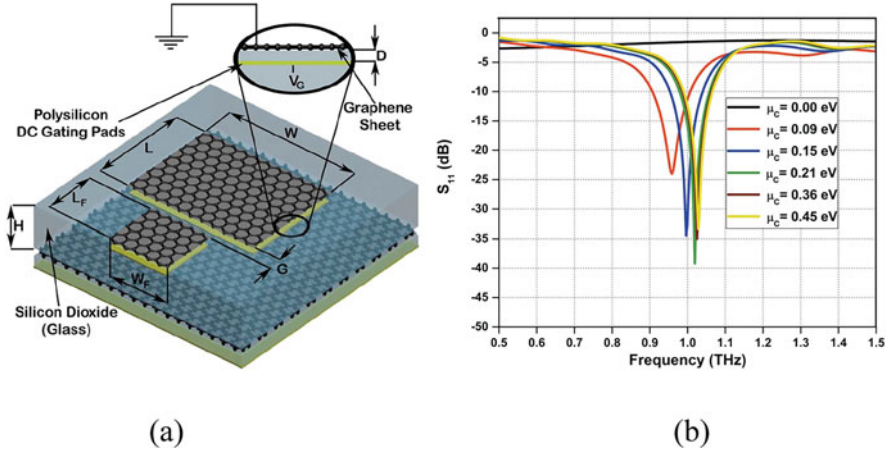 D
V_G
Graphene
Sheet
Polysilicon
DC Gating Pads
W
L
L_F
H
G
W_F
Silicon Dioxide
(Glass)
(a)
S₁₁ (dB)
0
-5
-10
-15
-20
-25
-30
-35
-40
-45
-50
μ_C = 0.00 eV
μ_C = 0.09 eV
μ_C = 0.15 eV
μ_C = 0.21 eV
μ_C = 0.36 eV
μ_C = 0.45 eV
0.5 0.6 0.7 0.8 0.9 1.0 1.1 1.2 1.3 1.4 1.5
Frequency (THz)
(b)